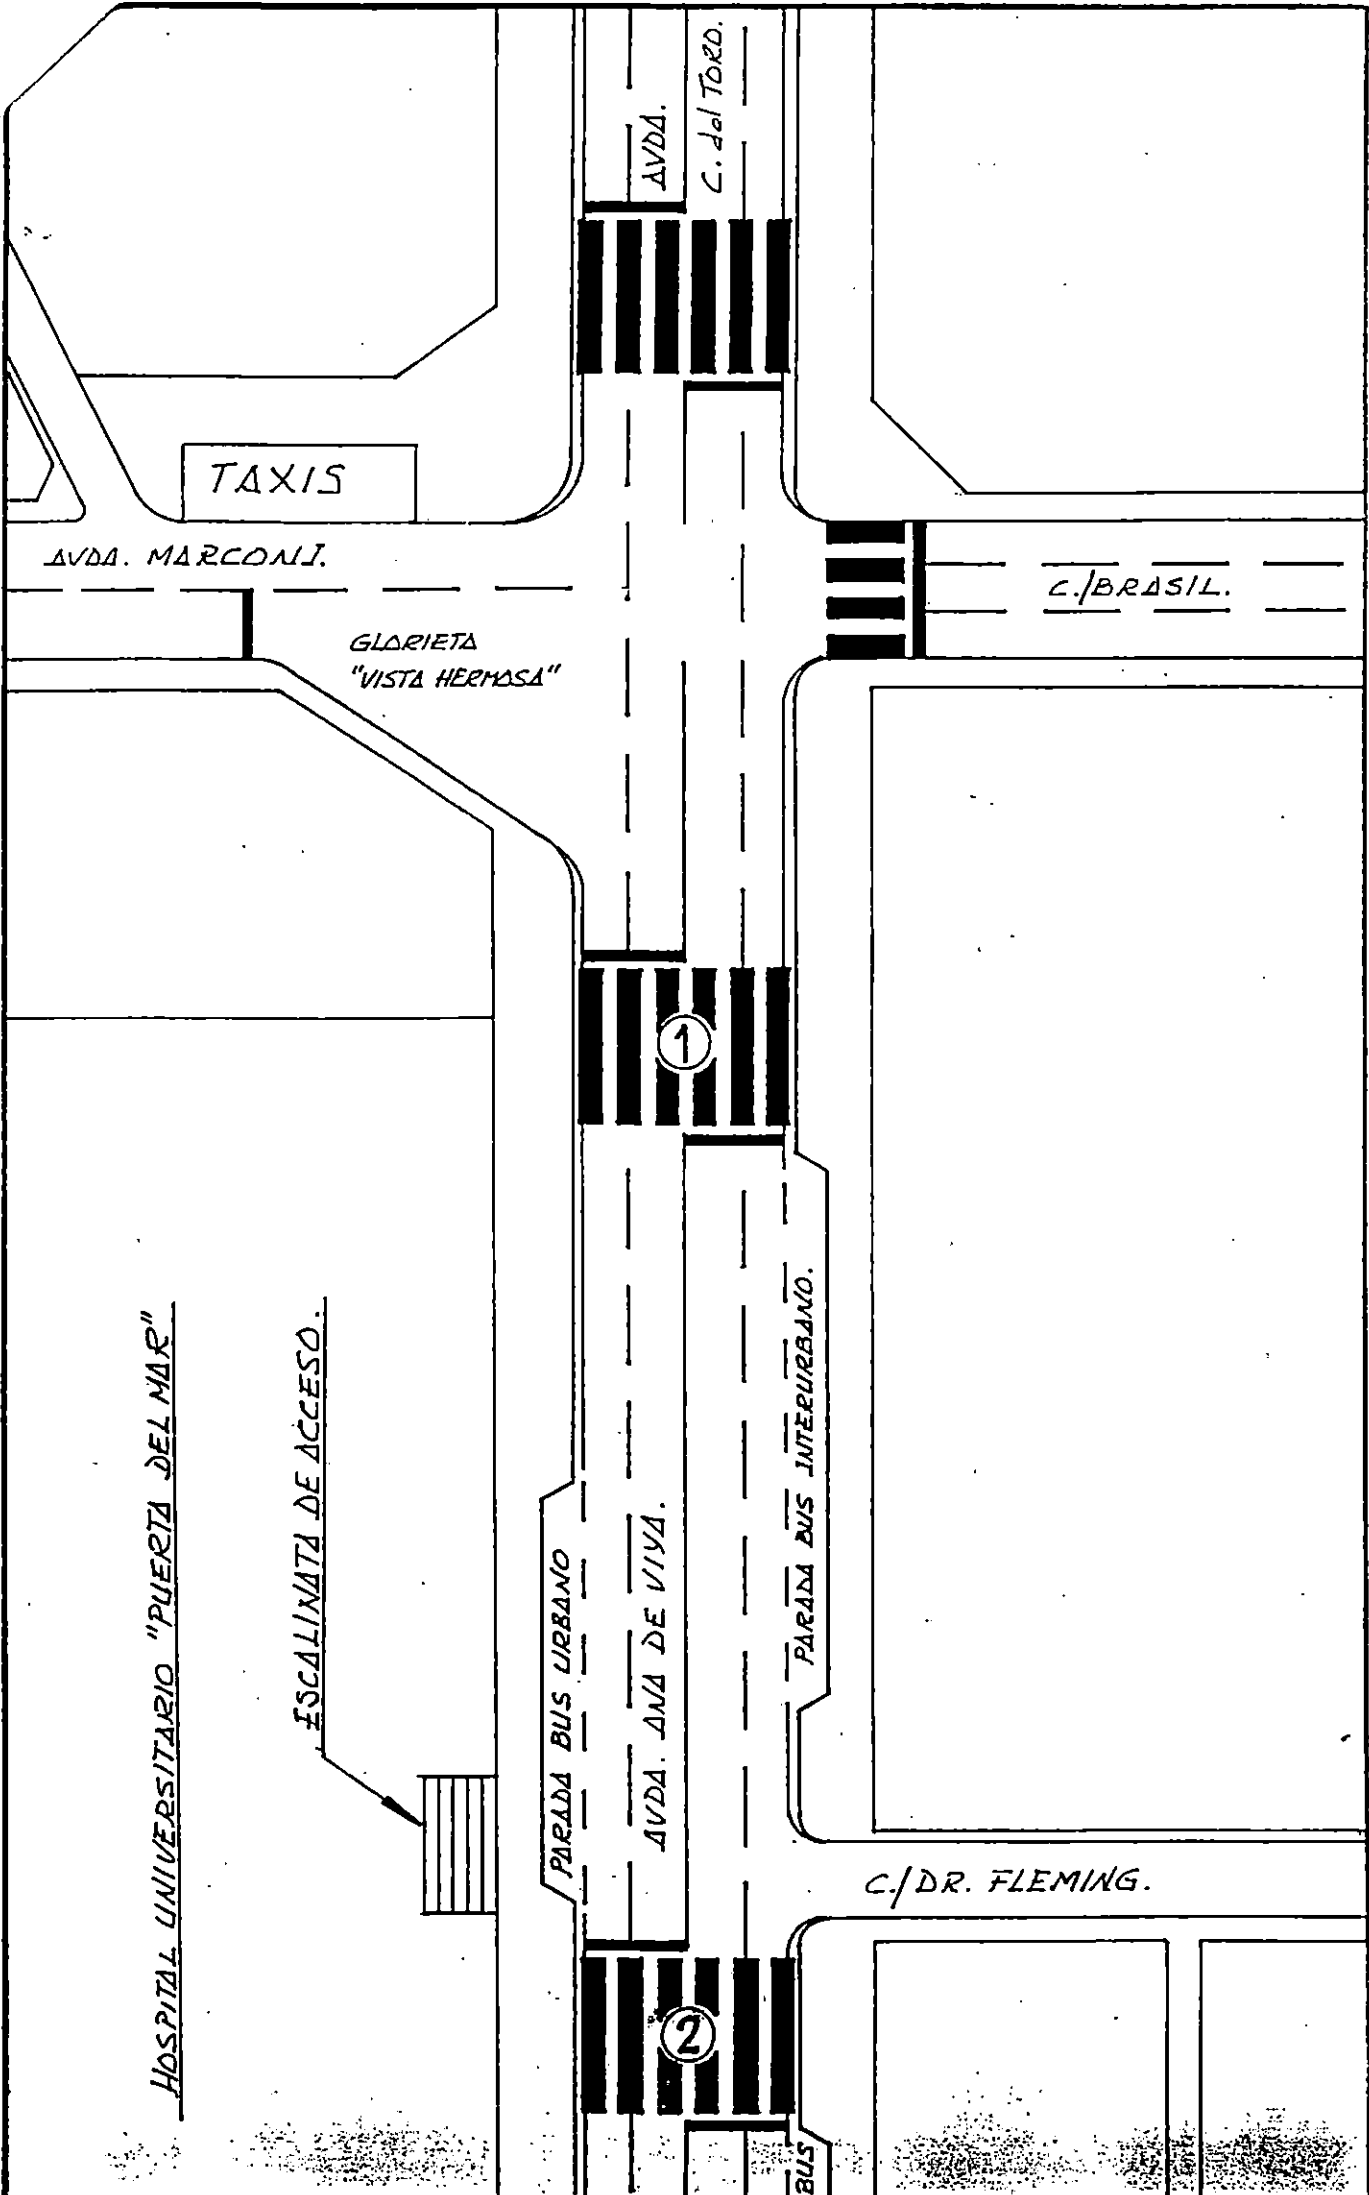 AVDA.
C. del TORO.
TAXIS
AVDA. MARCONI.
C./BRASIL.
GLORIETA
"VISTA HERMOSA"
1
HOSPITAL UNIVERSITARIO "PUERTA DEL MAR"
ESCALINATA DE ACCESO.
PARADA BUS URBANO
AVDA. ANA DE VIYA.
PARADA BUS INTERURBANO.
C./DR. FLEMING.
2
BUS